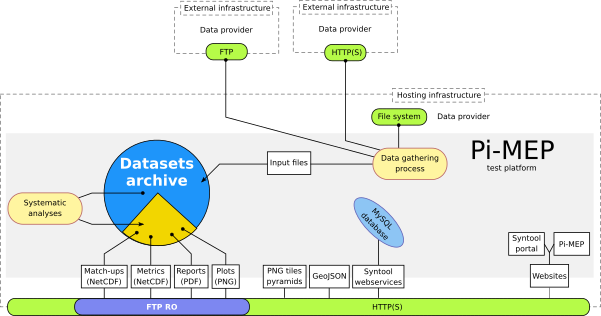 External infrastructure
Data provider
FTP
External infrastructure
Data provider
HTTP(S)
Hosting infrastructure
File system
Data provider
Pi-MEP
test platform
Data gathering
process
Input files
Datasets
archive
Systematic
analyses
MySQL
database
Match-ups
(NetCDF)
Metrics
(NetCDF)
Reports
(PDF)
Plots
(PNG)
PNG tiles
pyramids
GeoJSON
Syntool
webservices
Syntool
portal
Pi-MEP
Websites
FTP RO
HTTP(S)